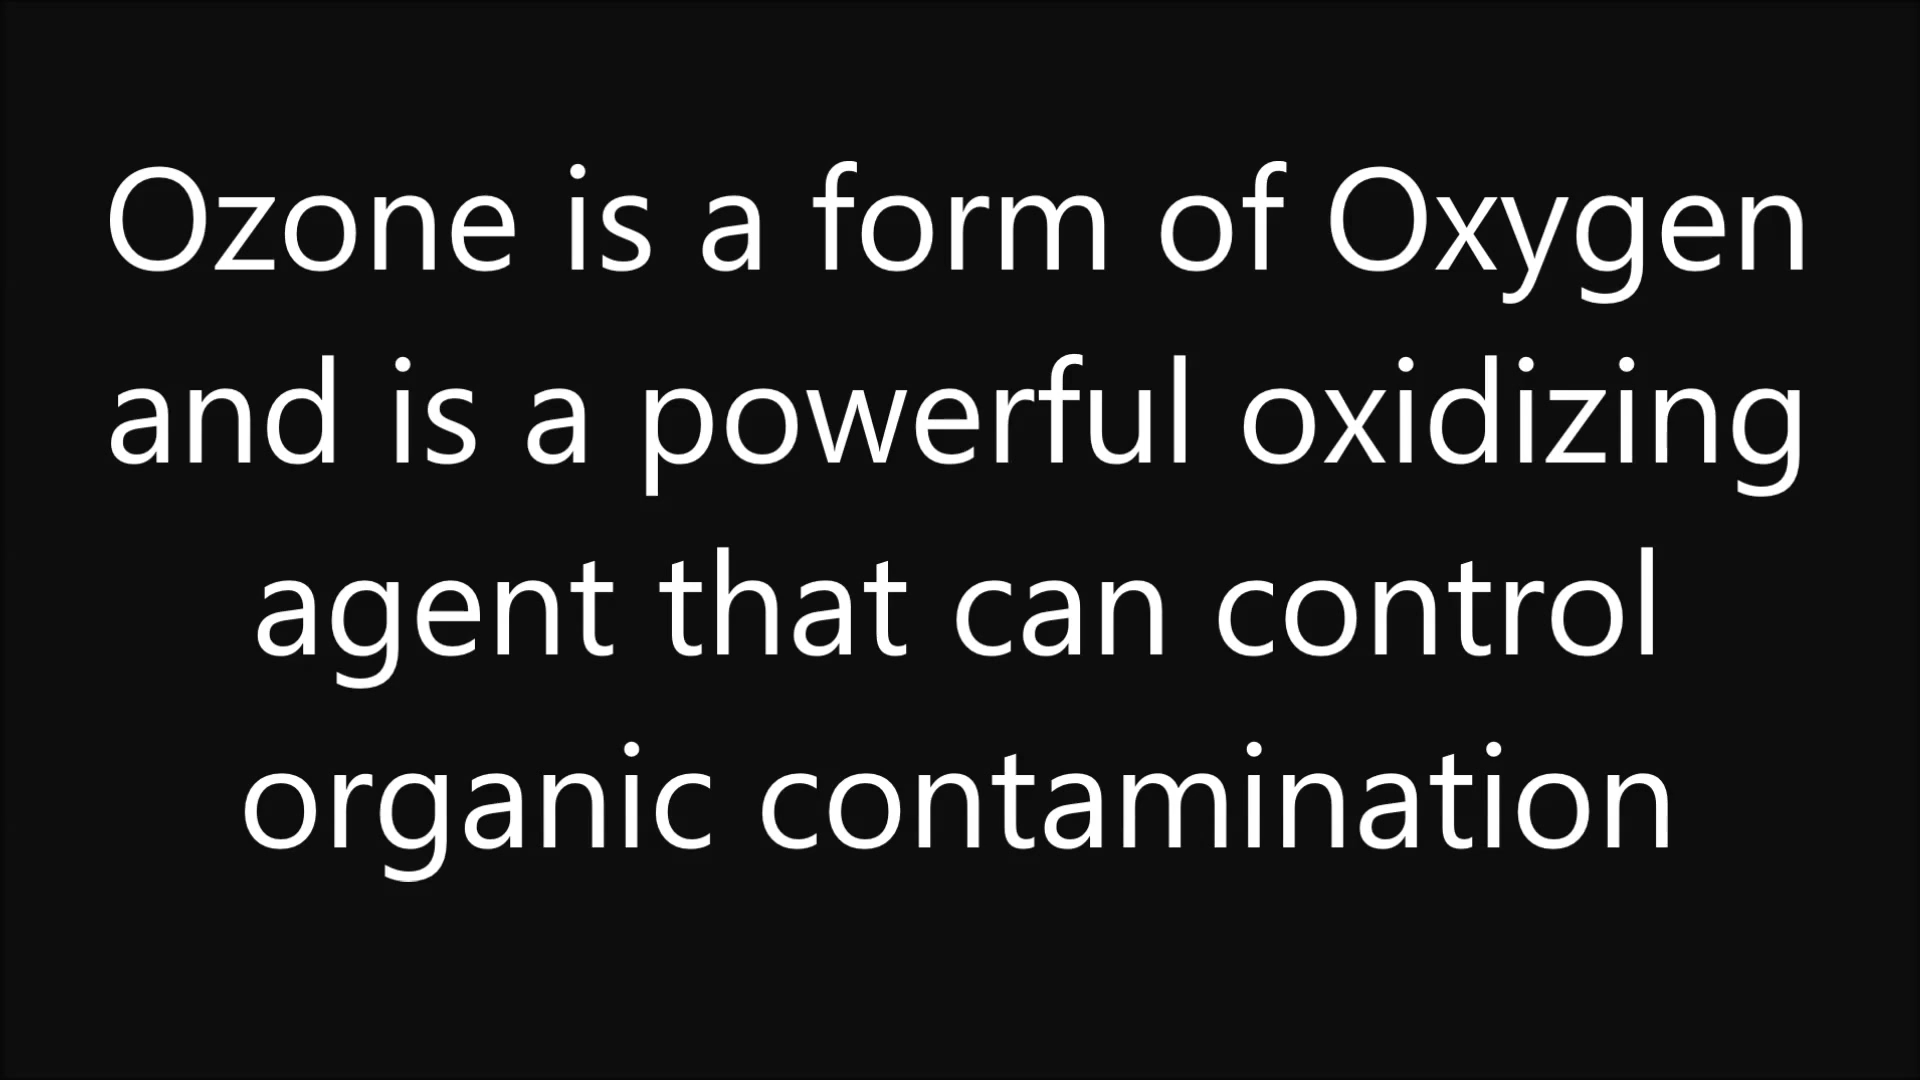 Ozone is a form of Oxygen
and is a powerful oxidizing
agent that can control
organic contamination